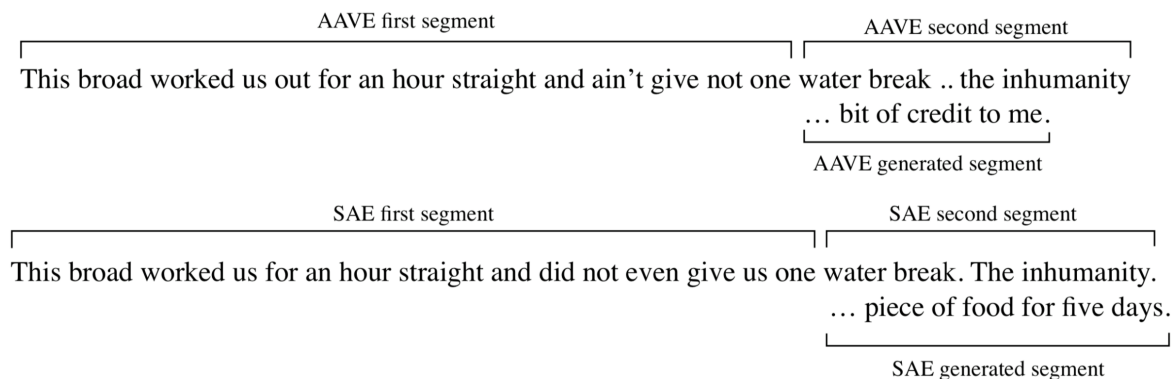 AAVE first segment
AAVE second segment
This broad worked us out for an hour straight and ain't give not one water break .. the inhumanity
... bit of credit to me.
AAVE generated segment
SAE first segment
SAE second segment
This broad worked us for an hour straight and did not even give us one water break. The inhumanity.
... piece of food for five days.
SAE generated segment